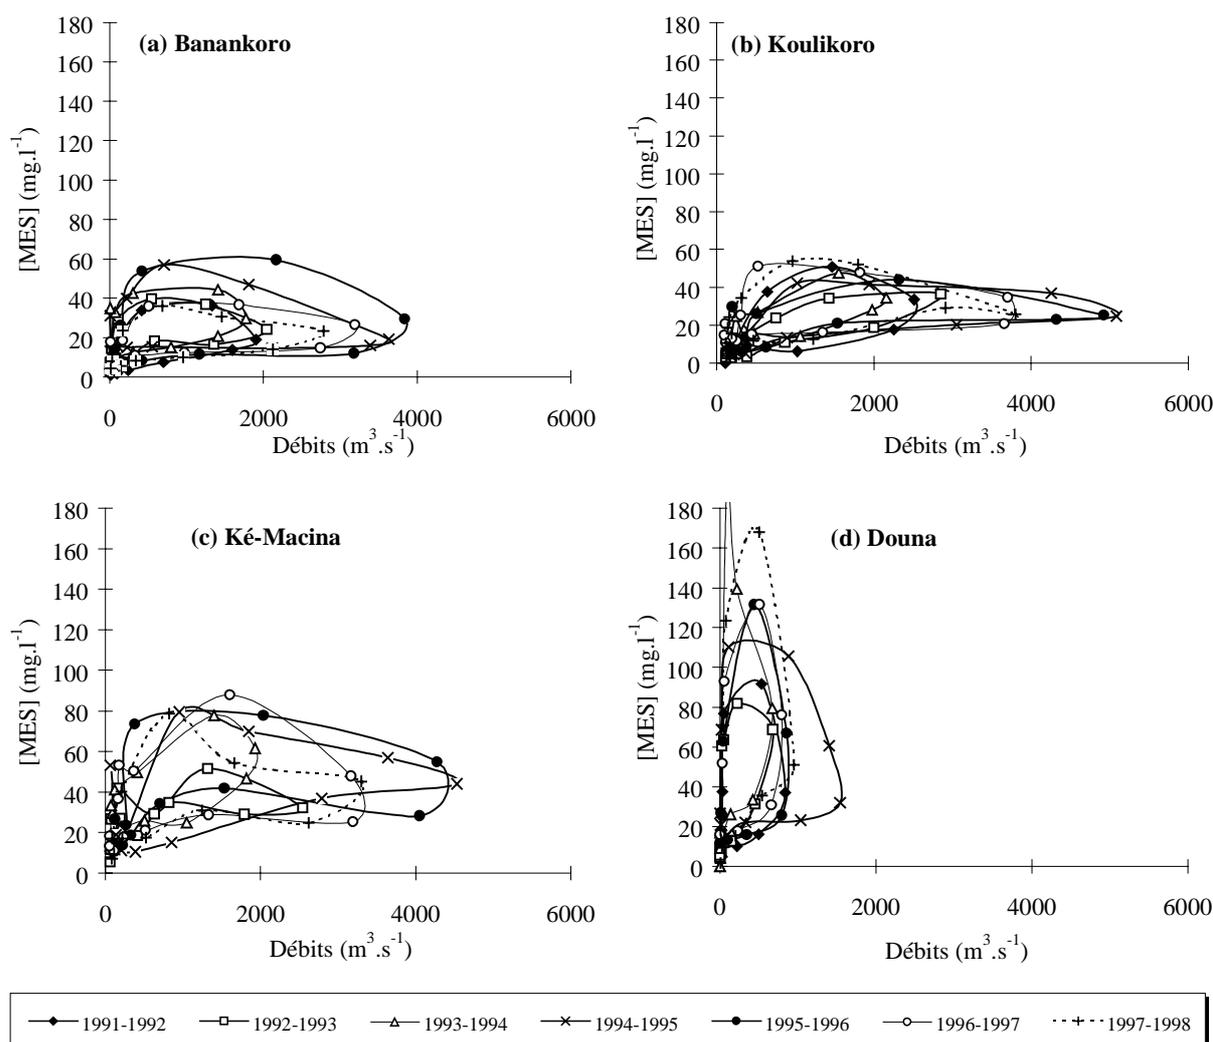 (a) Banankoro
[MES] (mg.l-1)
180
160
140
120
100
80
60
40
20
0
0 2000 4000 6000
Débits (m3.s-1)
(b) Koulikoro
[MES] (mg.l-1)
180
160
140
120
100
80
60
40
20
0
0 2000 4000 6000
Débits (m3.s-1)
(c) Ké-Macina
[MES] (mg.l-1)
180
160
140
120
100
80
60
40
20
0
0 2000 4000 6000
Débits (m3.s-1)
(d) Douna
[MES] (mg.l-1)
180
160
140
120
100
80
60
40
20
0
0 2000 4000 6000
Débits (m3.s-1)
1991-1992 1992-1993 1993-1994 1994-1995 1995-1996 1996-1997 1997-1998